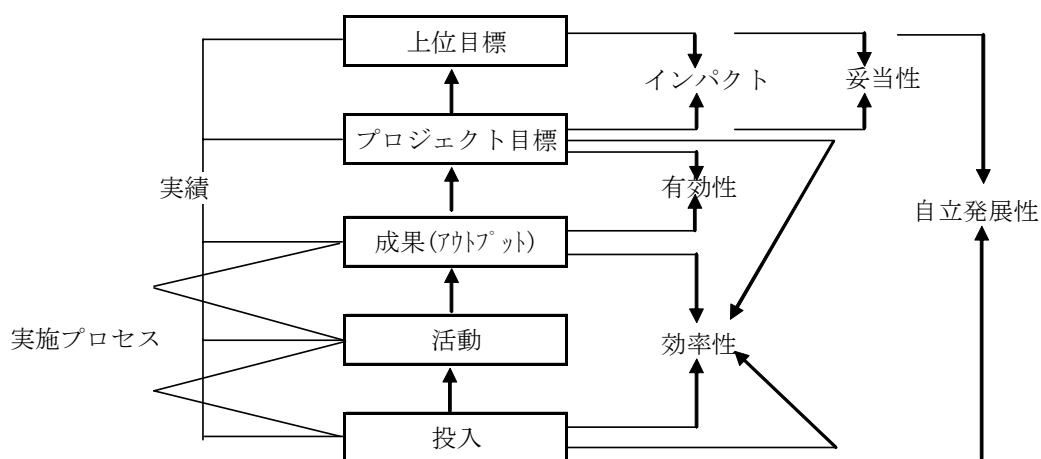 上位目標
インパクト
妥当性
プロジェクト目標
実績
有効性
自立発展性
成果(ｱｳﾄﾌﾟｯﾄ)
実施プロセス
活動
効率性
投入